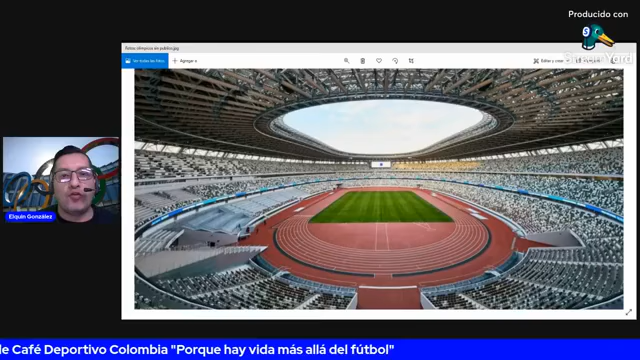 Producido con
StreamYard
Fotos olimpicos sin publico.jpg
Ver todas las fotos
Agregar a
Editar y crear
Elquin González
le Café Deportivo Colombia "Porque hay vida más allá del fútbol"